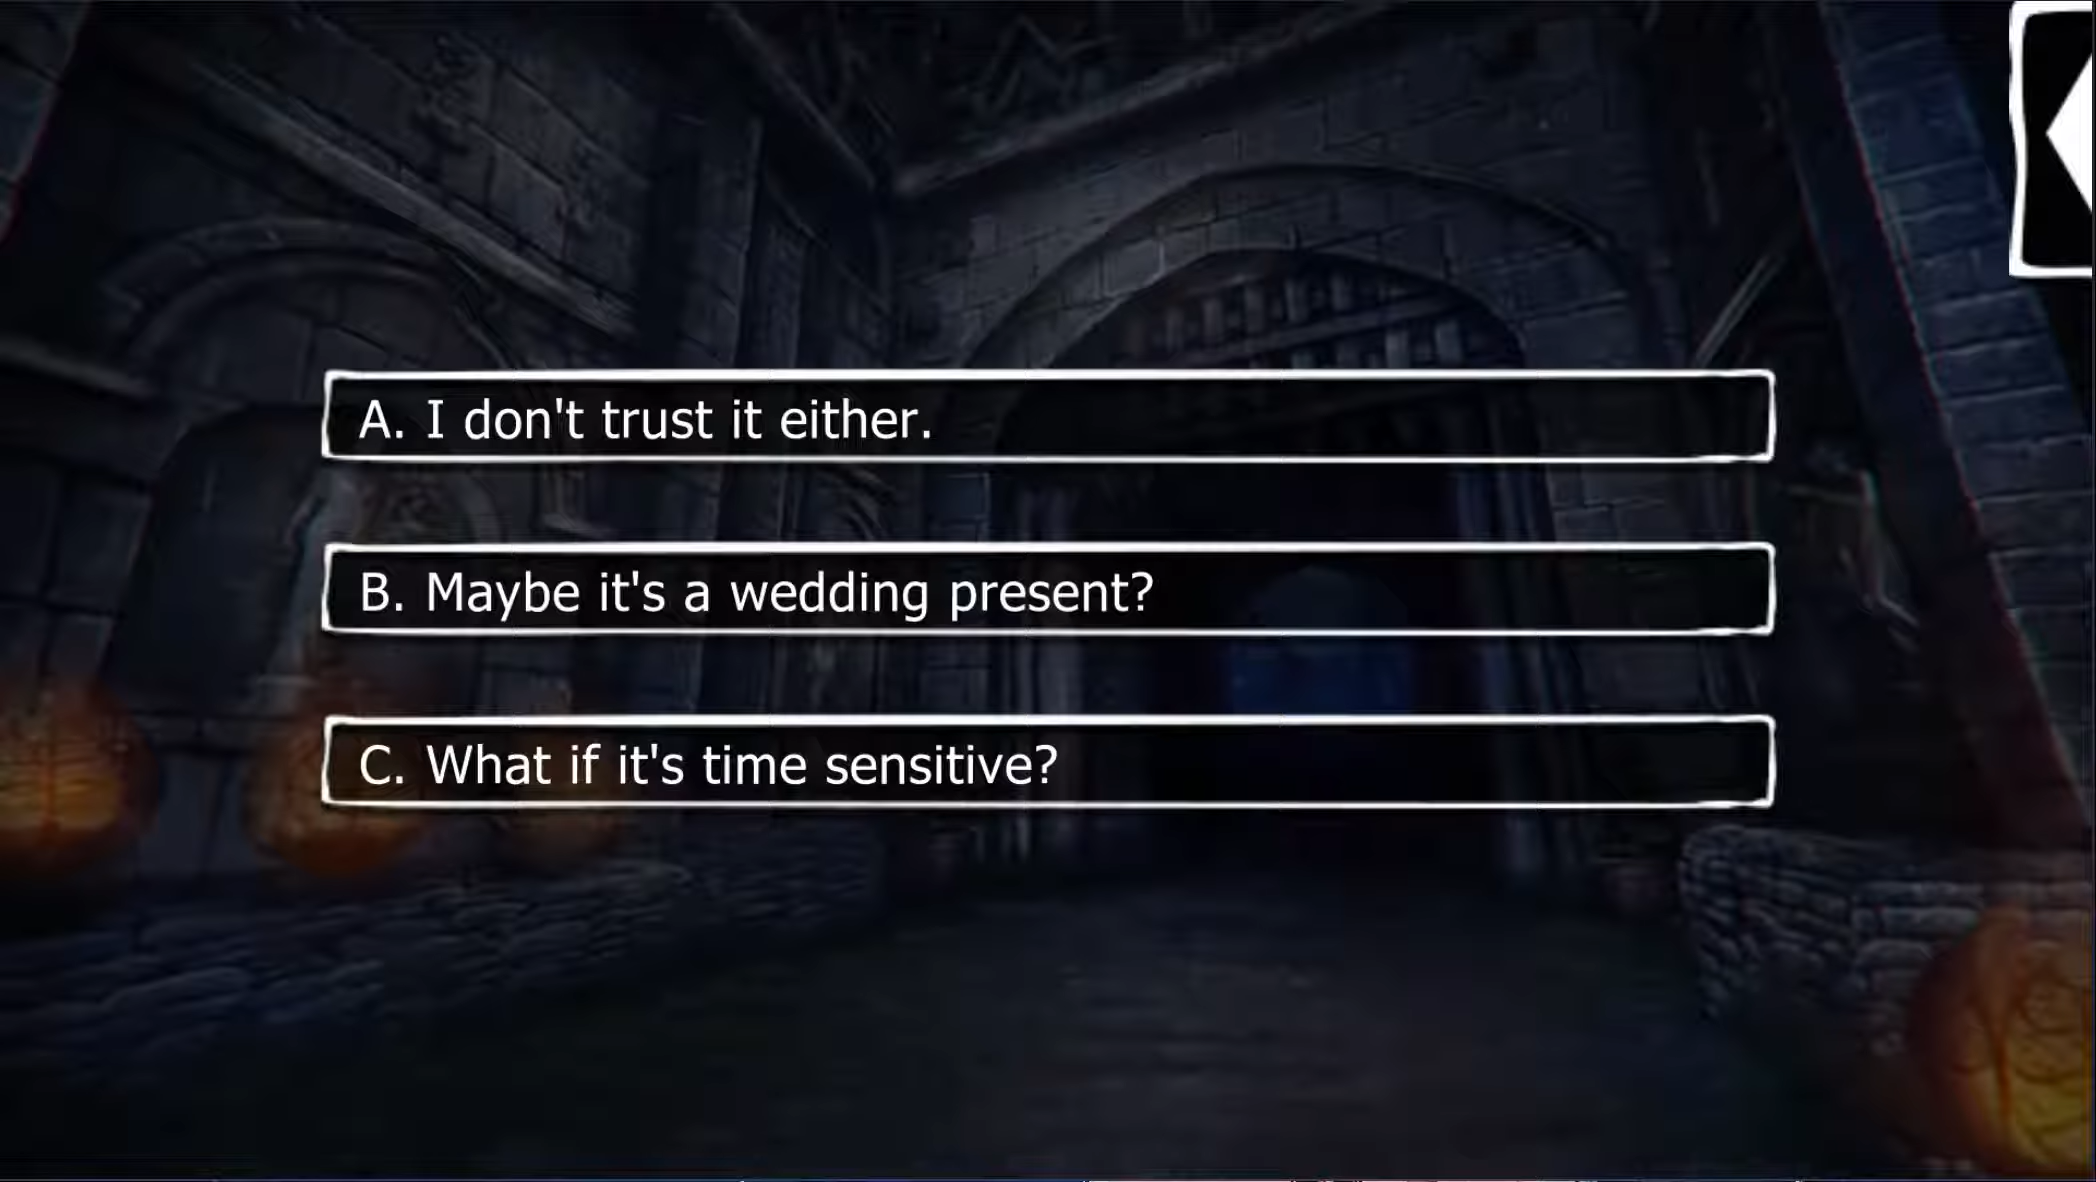 A. I don't trust it either.
B. Maybe it's a wedding present?
C. What if it's time sensitive?